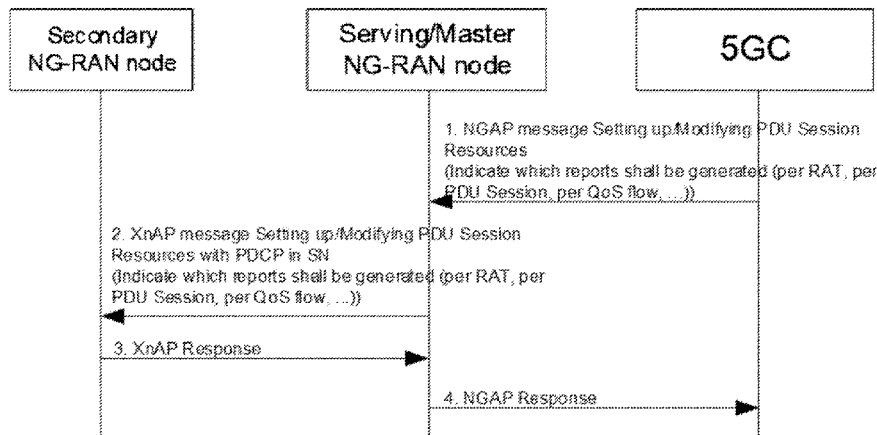 Secondary
NG-RAN node
Serving/Master
NG-RAN node
5GC
1. NGAP message Setting up/Modifying PDU Session
Resources
(Indicate which reports shall be generated (per RAT, per
PDU Session, per QoS flow, ...))
2. XnAP message Setting up/Modifying PDU Session
Resources with PDCP in SN
(Indicate which reports shall be generated (per RAT, per
PDU Session, per QoS flow, ...))
3. XnAP Response
4. NGAP Response